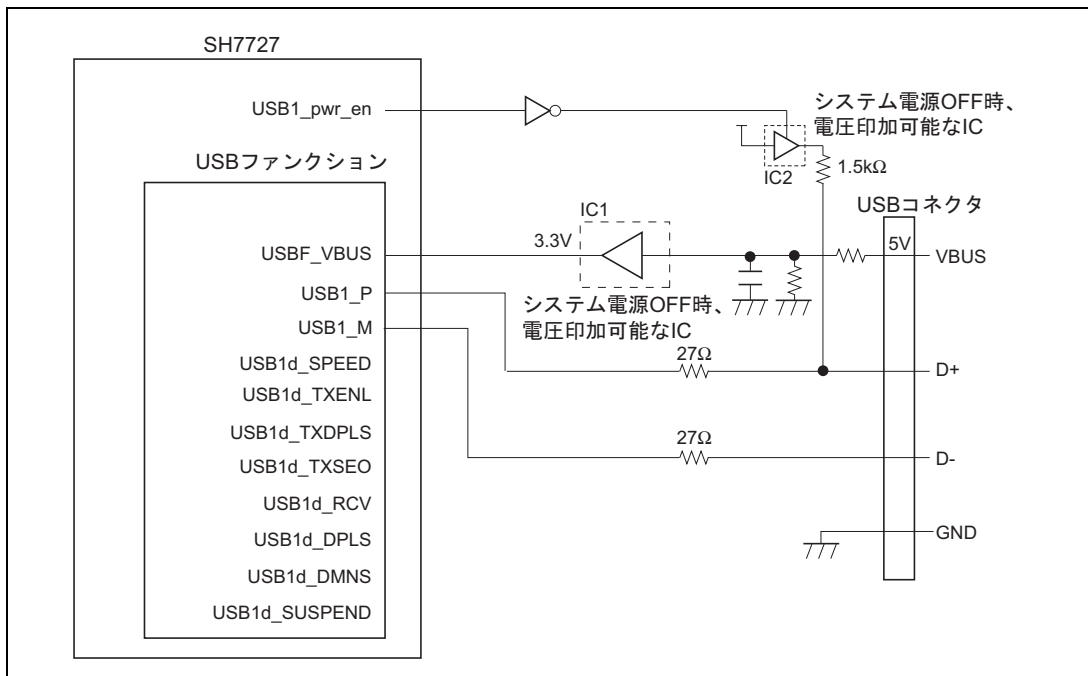 SH7727
USB1_pwr_en
システム電源OFF時、
電圧印加可能なIC
IC2
1.5kΩ
USBファンクション
USBコネクタ
IC1
3.3V
5V
VBUS
USBF_VBUS
USB1_P
システム電源OFF時、
電圧印加可能なIC
USB1_M
27Ω
D+
USB1d_SPEED
USB1d_TXENL
USB1d_TXDPLS
27Ω
D-
USB1d_TXSEO
USB1d_RCV
GND
USB1d_DPLS
USB1d_DMNS
USB1d_SUSPEND